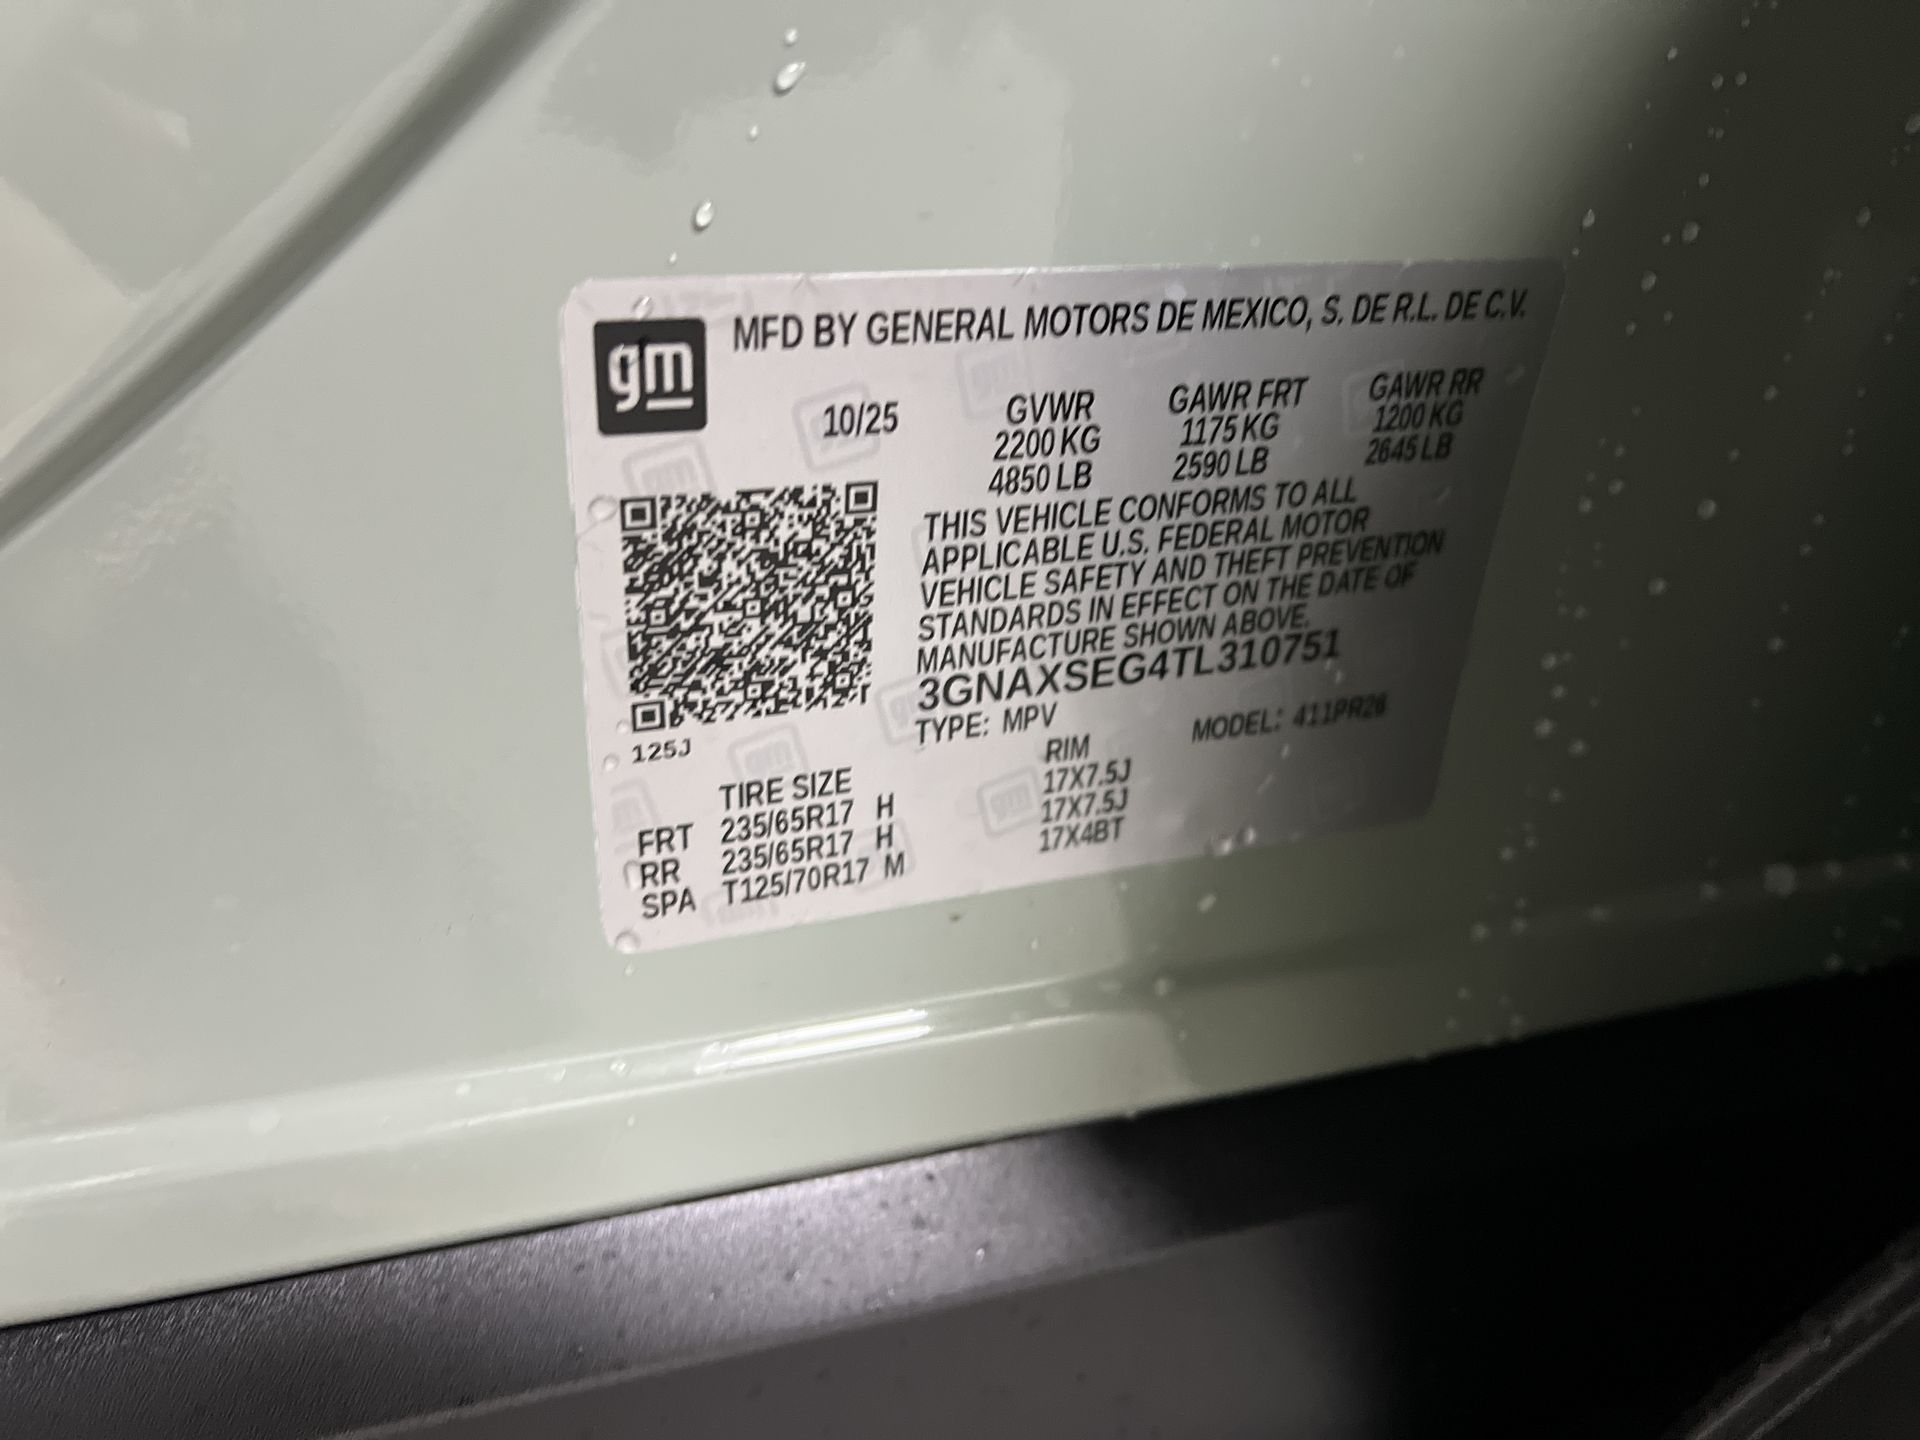 gm
MFD BY GENERAL MOTORS DE MEXICO, S. DE R.L. DE C.V.
10/25 GVWR GAWR FRT GAWR RR
2200 KG 1175 KG 1200 KG
4850 LB 2590 LB 2645 LB
THIS VEHICLE CONFORMS TO ALL
APPLICABLE U.S. FEDERAL MOTOR
VEHICLE SAFETY AND THEFT PREVENTION
STANDARDS IN EFFECT ON THE DATE OF
MANUFACTURE SHOWN ABOVE.
3GNAXSEG4TL310751
TYPE: MPV MODEL: 411PR26
125J
TIRE SIZE RIM
FRT 235/65R17 H 17X7.5J
RR 235/65R17 H 17X7.5J
SPA T125/70R17 M 17X4BT